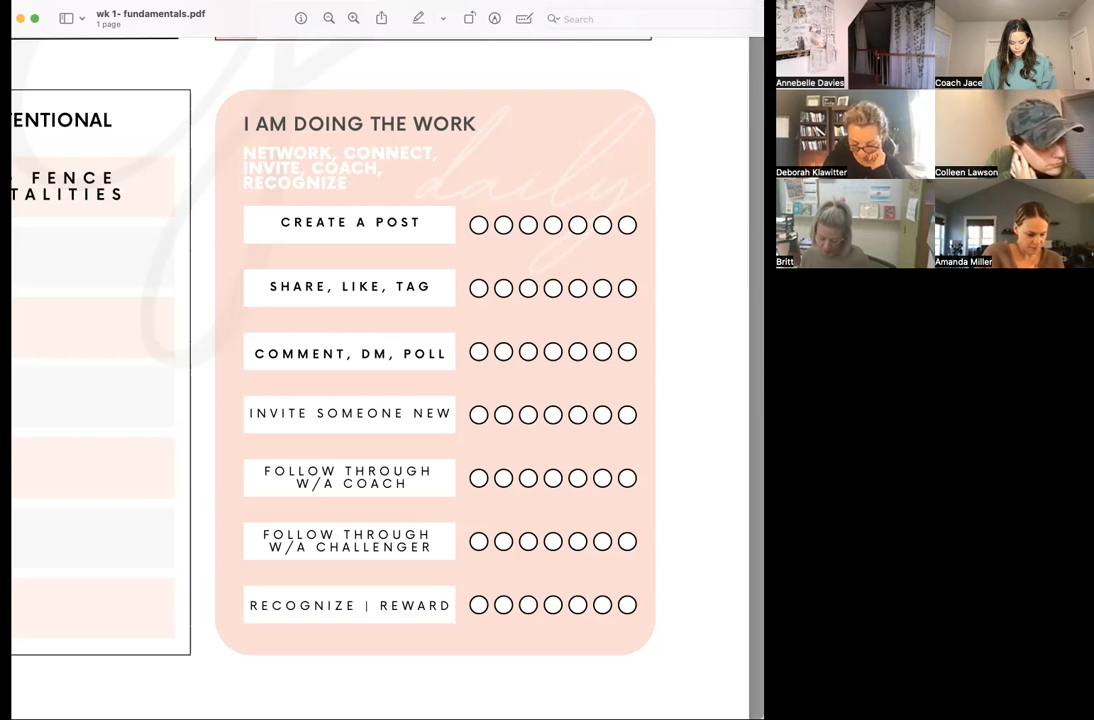 wk 1- fundamentals.pdf
1 page
Search
TENTIONAL
FENCE
TALITIES
I AM DOING THE WORK
NETWORK, CONNECT,
INVITE, COACH,
RECOGNIZE
daily
CREATE A POST
SHARE, LIKE, TAG
COMMENT, DM, POLL
INVITE SOMEONE NEW
FOLLOW THROUGH
W/A COACH
FOLLOW THROUGH
W/A CHALLENGER
RECOGNIZE | REWARD
Annebelle Davies
Coach Jace
Deborah Klawitter
Colleen Lawson
Britt
Amanda Miller